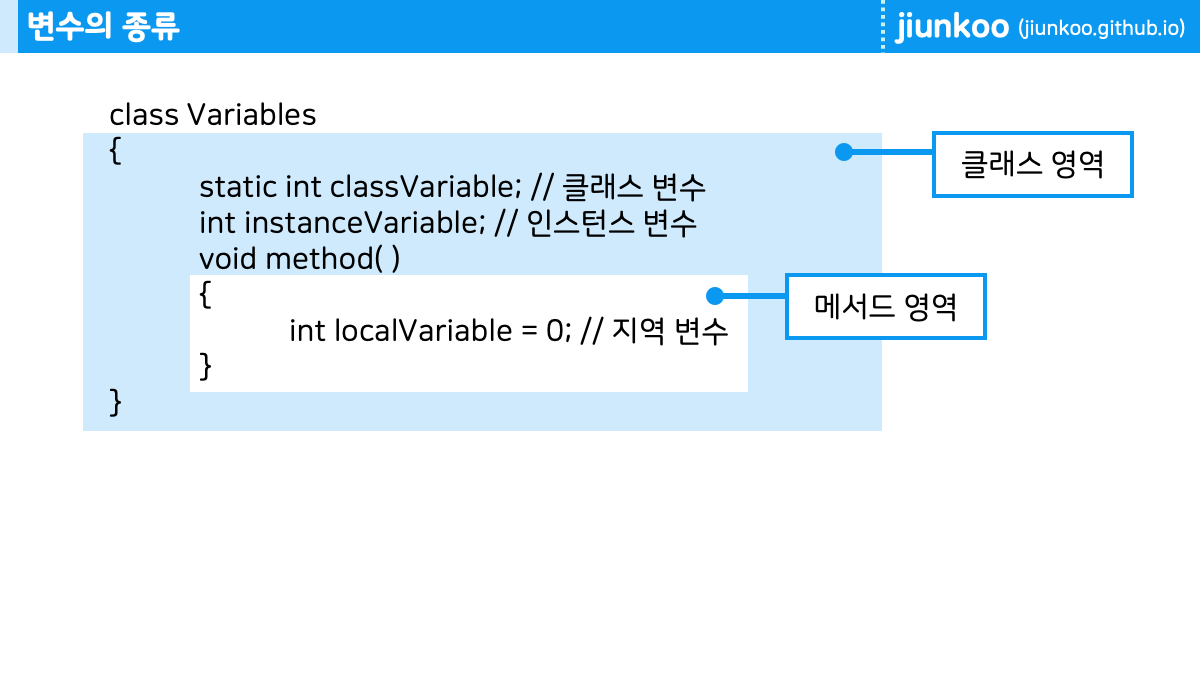 변수의 종류
jiunkoo (jiunkoo.github.io)
class Variables
{
클래스 영역
static int classVariable; // 클래스 변수
int instanceVariable; // 인스턴스 변수
void method( )
{
메서드 영역
int localVariable = 0; // 지역 변수
}
}